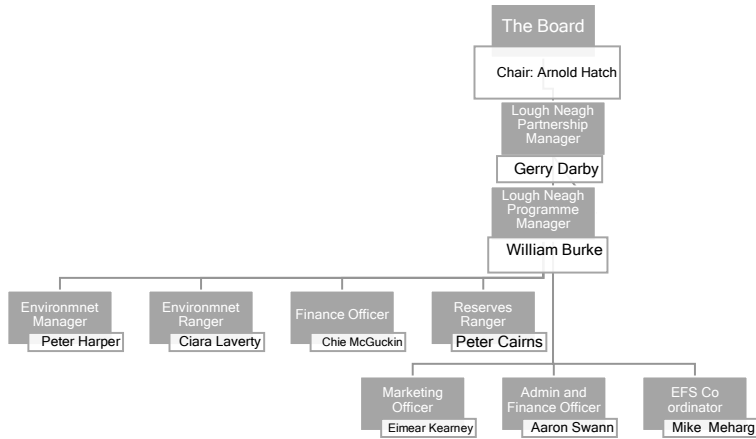 The Board
Chair: Arnold Hatch
Lough Neagh
Partnership
Manager
Gerry Darby
Lough Neagh
Programme
Manager
William Burke
Environmnet
Manager
Peter Harper
Environmnet
Ranger
Ciara Laverty
Finance Officer
Chie McGuckin
Reserves
Ranger
Peter Cairns
Marketing
Officer
Eimear Kearney
Admin and
Finance Officer
Aaron Swann
EFS Co
ordinator
Mike Meharg